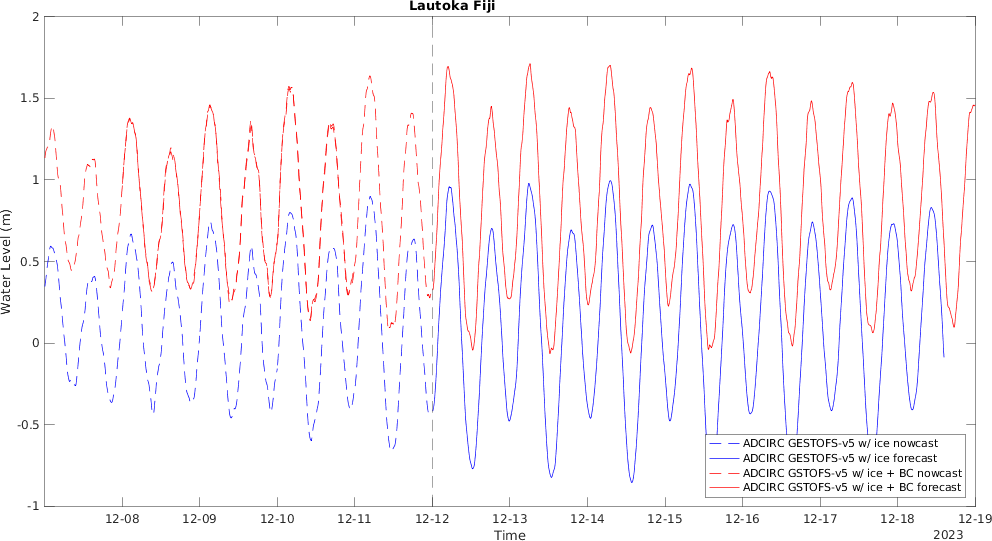 Lautoka Fiji
2
1.5
1
0.5
0
-0.5
-1
Water Level (m)
12-08 12-09 12-10 12-11 12-12 12-13 12-14 12-15 12-16 12-17 12-18 12-19
Time
2023
ADCIRC GESTOFS-v5 w/ ice nowcast
ADCIRC GESTOFS-v5 w/ ice forecast
ADCIRC GSTOFS-v5 w/ ice + BC nowcast
ADCIRC GSTOFS-v5 w/ ice + BC forecast